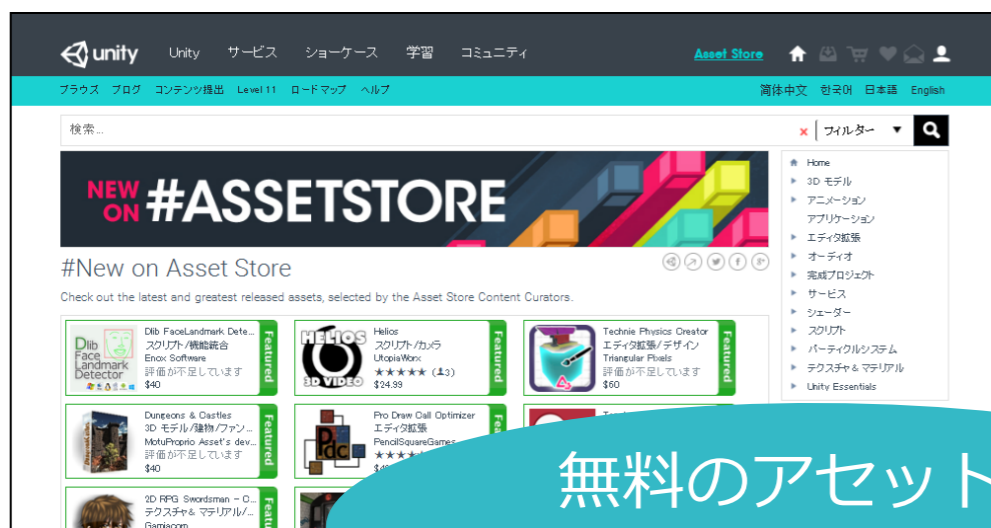 unity Unity サービス ショーケース 学習 コミュニティ Asset Store
ブラウズ ブログ コンテンツ提出 Level 11 ロードマップ ヘルプ 简体中文 한국어 日本語 English
検索... × フィルター ▼
NEW ON #ASSETSTORE
#New on Asset Store
Check out the latest and greatest released assets, selected by the Asset Store Content Curators.
Dlib Face Landmark Detector
Dlib FaceLandmark Dete...
スクリプト/機能統合
Enox Software
評価が不足しています
$40
Featured
HELIOS
3D VIDEO
Helios
スクリプト/カメラ
UtopiaWorx
★★★★★ (3)
$24.99
Featured
Technie Physics Creator
エディタ拡張/デザイン
Triangular Pixels
評価が不足しています
$60
Featured
Dungeons & Castles
3D モデル/建物/ファン...
MotuProprio Asset's dev...
評価が不足しています
$40
Featured
Pdc
Pro Draw Call Optimizer
エディタ拡張
PencilSquareGames
2D RPG Swordsman - C...
テクスチャ& マテリアル/...
Gamiacom
Home
3D モデル
アニメーション
アプリケーション
エディタ拡張
オーディオ
完成プロジェクト
サービス
シェーダー
スクリプト
パーティクルシステム
テクスチャ& マテリアル
Unity Essentials
無料のアセット